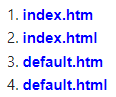 1. index.htm
2. index.html
3. default.htm
4. default.html